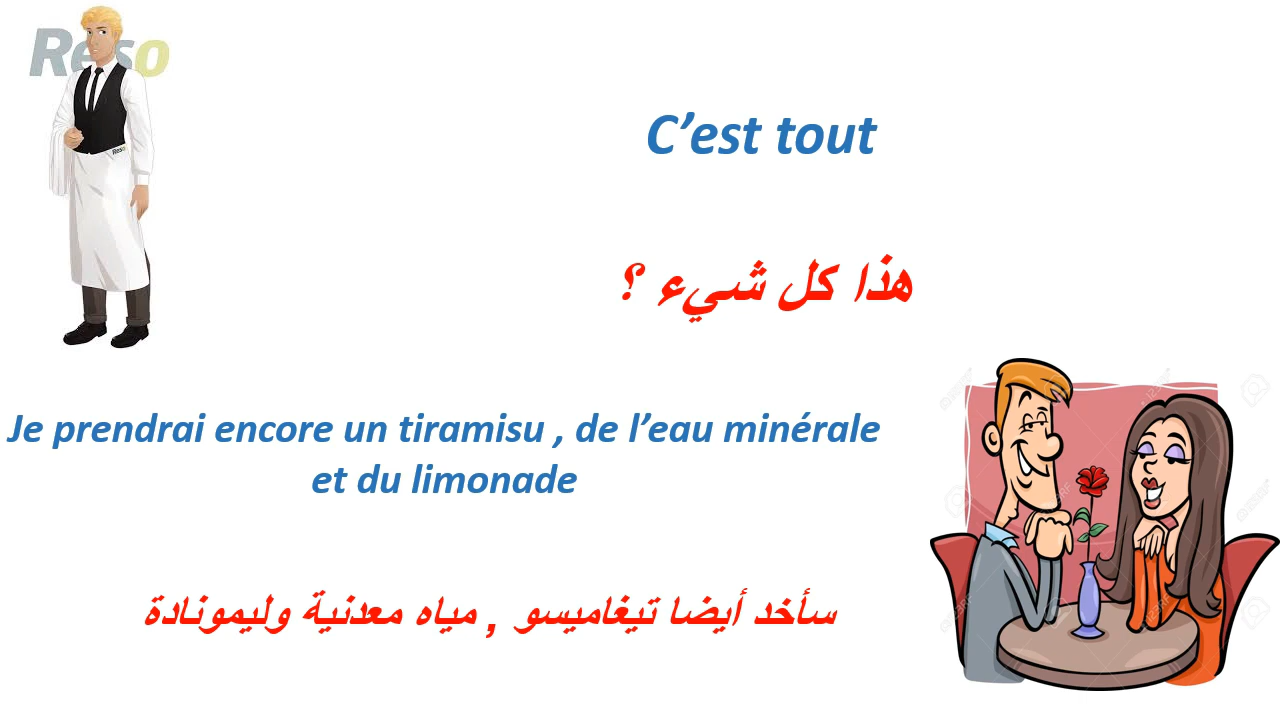 Reso
Reso
C’est tout
هذا كل شيء ؟
Je prendrai encore un tiramisu , de l’eau minérale
et du limonade
سأخد أيضا تيغاميسو , مياه معدنية وليمونادة